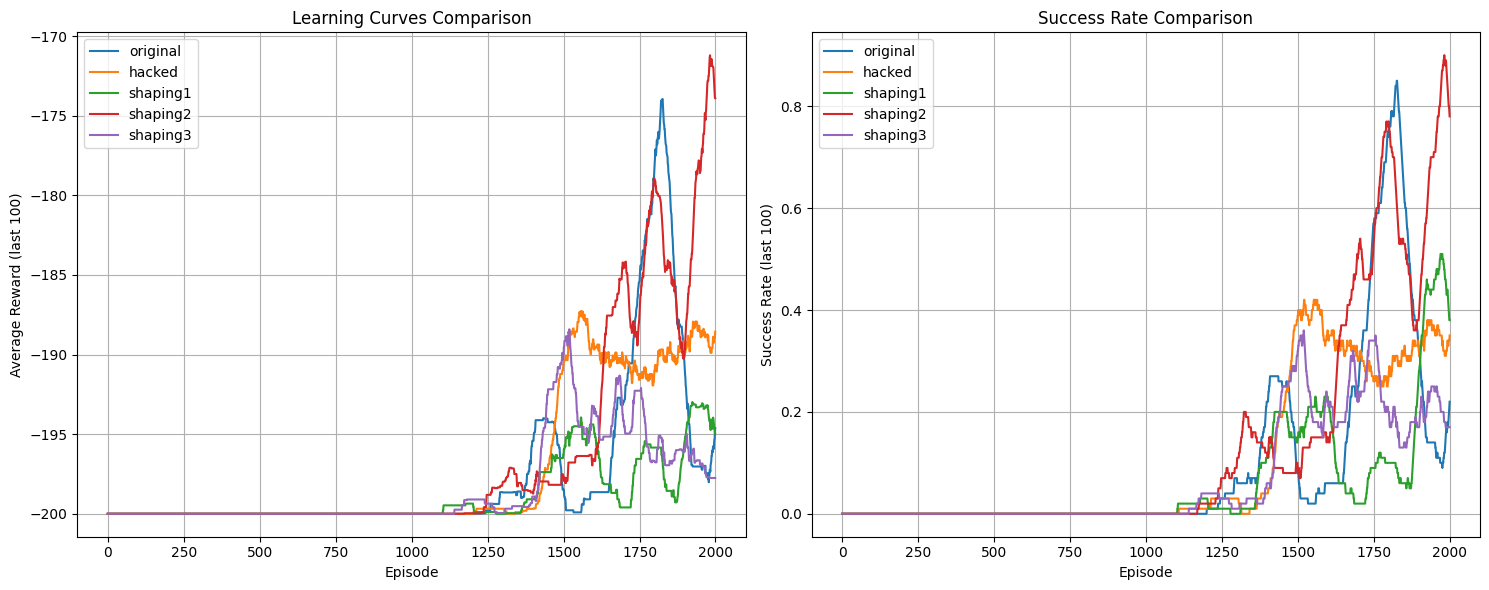 Learning Curves Comparison
original
hacked
shaping1
shaping2
shaping3
Average Reward (last 100)
−170
−175
−180
−185
−190
−195
−200
0 250 500 750 1000 1250 1500 1750 2000
Episode
Success Rate Comparison
original
hacked
shaping1
shaping2
shaping3
Success Rate (last 100)
0.8
0.6
0.4
0.2
0.0
0 250 500 750 1000 1250 1500 1750 2000
Episode